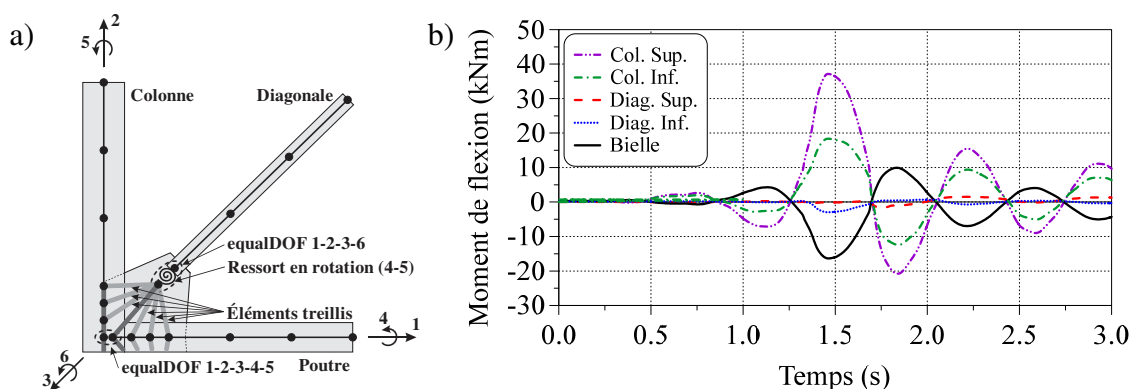 a)
2
5
Colonne
Diagonale
equalDOF 1-2-3-6
Ressort en rotation (4-5)
Éléments treillis
4
1
6
3
Poutre
equalDOF 1-2-3-4-5
b)
Moment de flexion (kNm)
50
40
30
20
10
0
-10
-20
-30
Col. Sup.
Col. Inf.
Diag. Sup.
Diag. Inf.
Bielle
0.0
0.5
1.0
1.5
2.0
2.5
3.0
Temps (s)